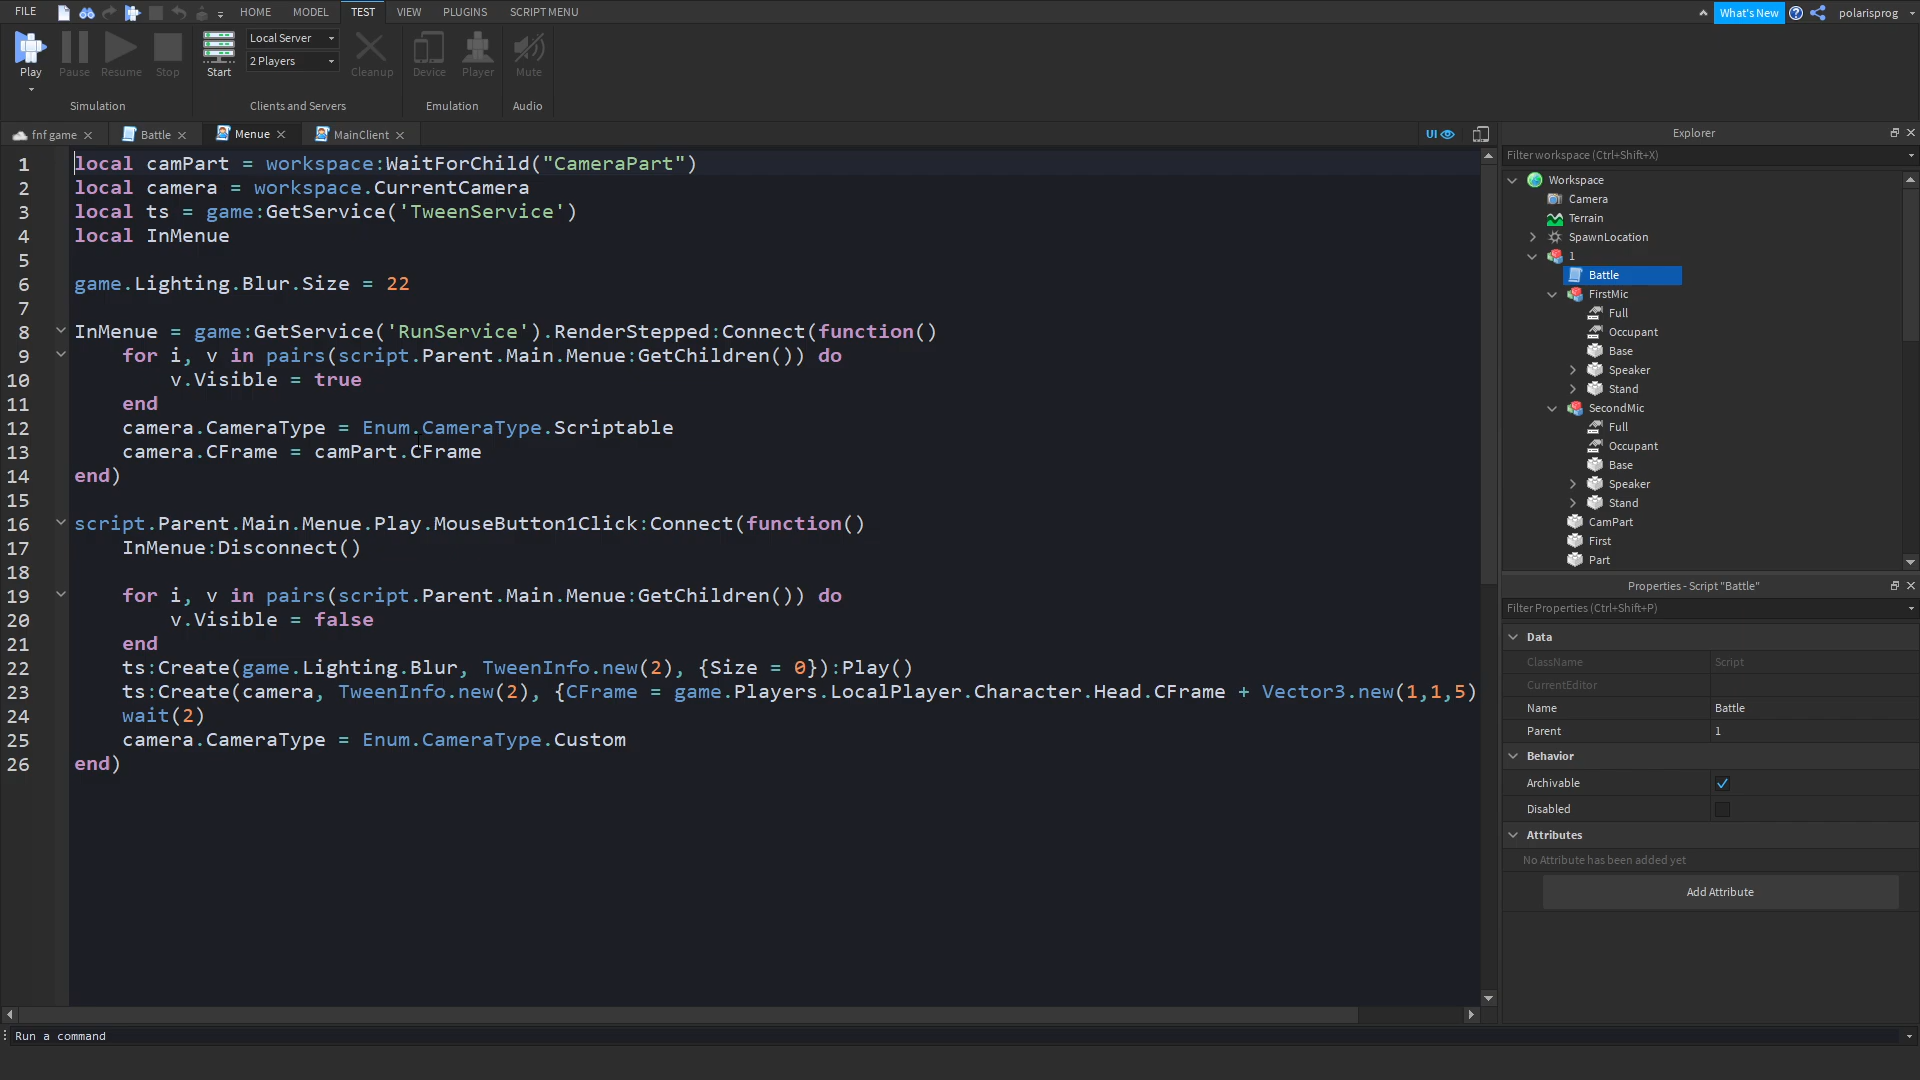 FILE HOME MODEL TEST VIEW PLUGINS SCRIPT MENU What's New polarisprog
Play Pause Resume Stop Start Local Server 2 Players Cleanup Device Player Mute
Simulation Clients and Servers Emulation Audio
fnf game Battle Menue MainClient UI
1 local camPart = workspace:WaitForChild("CameraPart")
2 local camera = workspace.CurrentCamera
3 local ts = game:GetService('TweenService')
4 local InMenue
5
6 game.Lighting.Blur.Size = 22
7
8 InMenue = game:GetService('RunService').RenderStepped:Connect(function()
9 for i, v in pairs(script.Parent.Main.Menue:GetChildren()) do
10 v.Visible = true
11 end
12 camera.CameraType = Enum.CameraType.Scriptable
13 camera.CFrame = camPart.CFrame
14 end)
15
16 script.Parent.Main.Menue.Play.MouseButton1Click:Connect(function()
17 InMenue:Disconnect()
18
19 for i, v in pairs(script.Parent.Main.Menue:GetChildren()) do
20 v.Visible = false
21 end
22 ts:Create(game.Lighting.Blur, TweenInfo.new(2), {Size = 0}):Play()
23 ts:Create(camera, TweenInfo.new(2), {CFrame = game.Players.LocalPlayer.Character.Head.CFrame + Vector3.new(1,1,5)
24 wait(2)
25 camera.CameraType = Enum.CameraType.Custom
26 end)
Run a command
Explorer
Filter workspace (Ctrl+Shift+X)
Workspace
Camera
Terrain
SpawnLocation
1
Battle
FirstMic
Full
Occupant
Base
Speaker
Stand
SecondMic
Full
Occupant
Base
Speaker
Stand
CamPart
First
Part
Properties - Script "Battle"
Filter Properties (Ctrl+Shift+P)
Data
ClassName Script
CurrentEditor
Name Battle
Parent 1
Behavior
Archivable
Disabled
Attributes
No Attribute has been added yet
Add Attribute